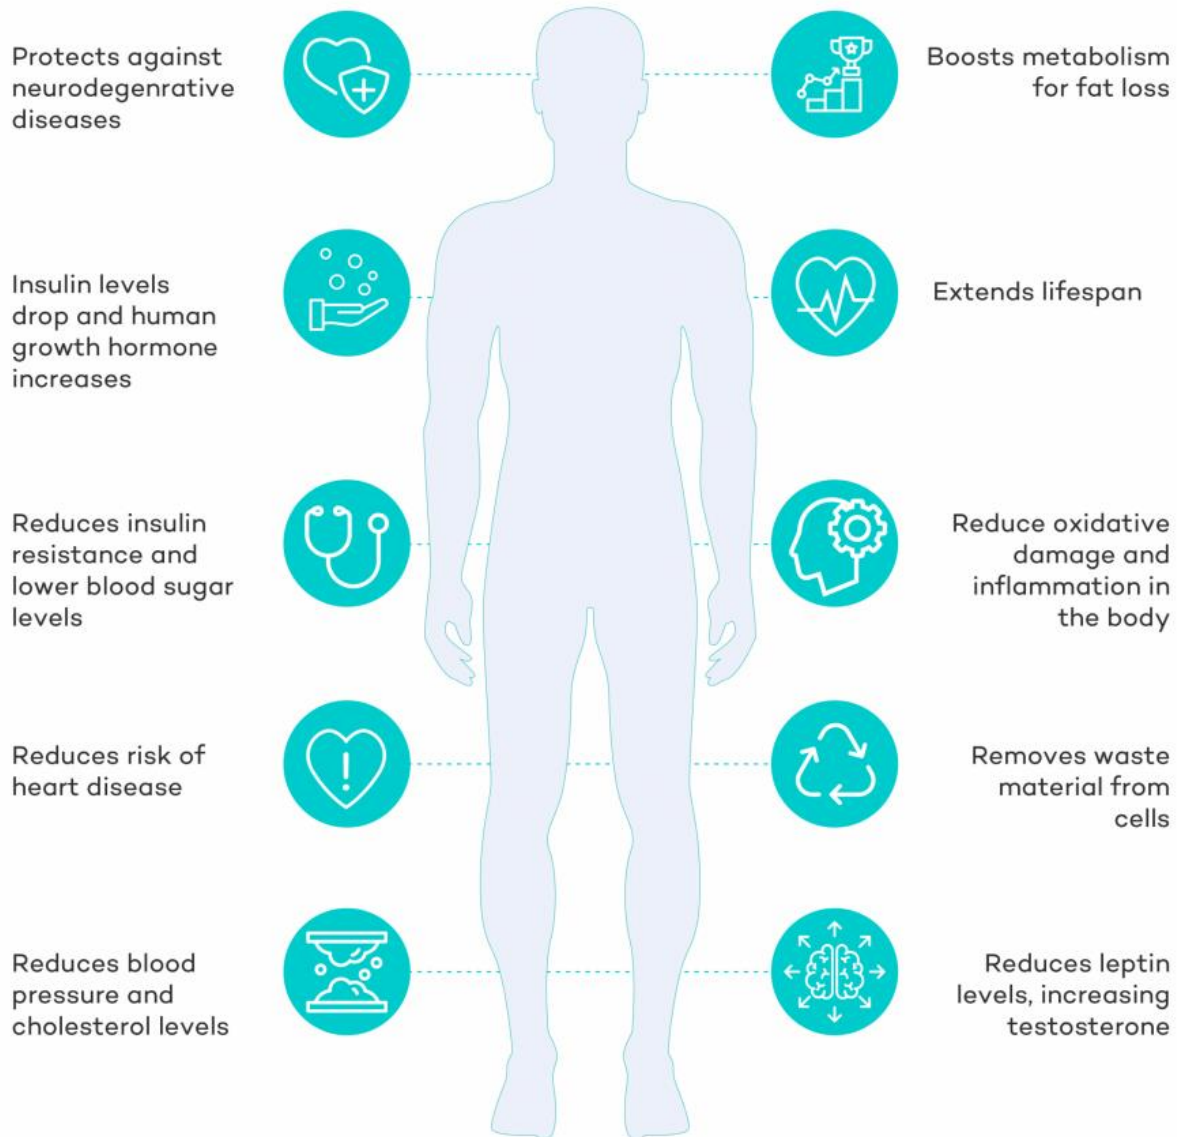 Protects against
neurodegenrative
diseases
Boosts metabolism
for fat loss
Insulin levels
drop and human
growth hormone
increases
Extends lifespan
Reduces insulin
resistance and
lower blood sugar
levels
Reduce oxidative
damage and
inflammation in
the body
Reduces risk of
heart disease
Removes waste
material from
cells
Reduces blood
pressure and
cholesterol levels
Reduces leptin
levels, increasing
testosterone